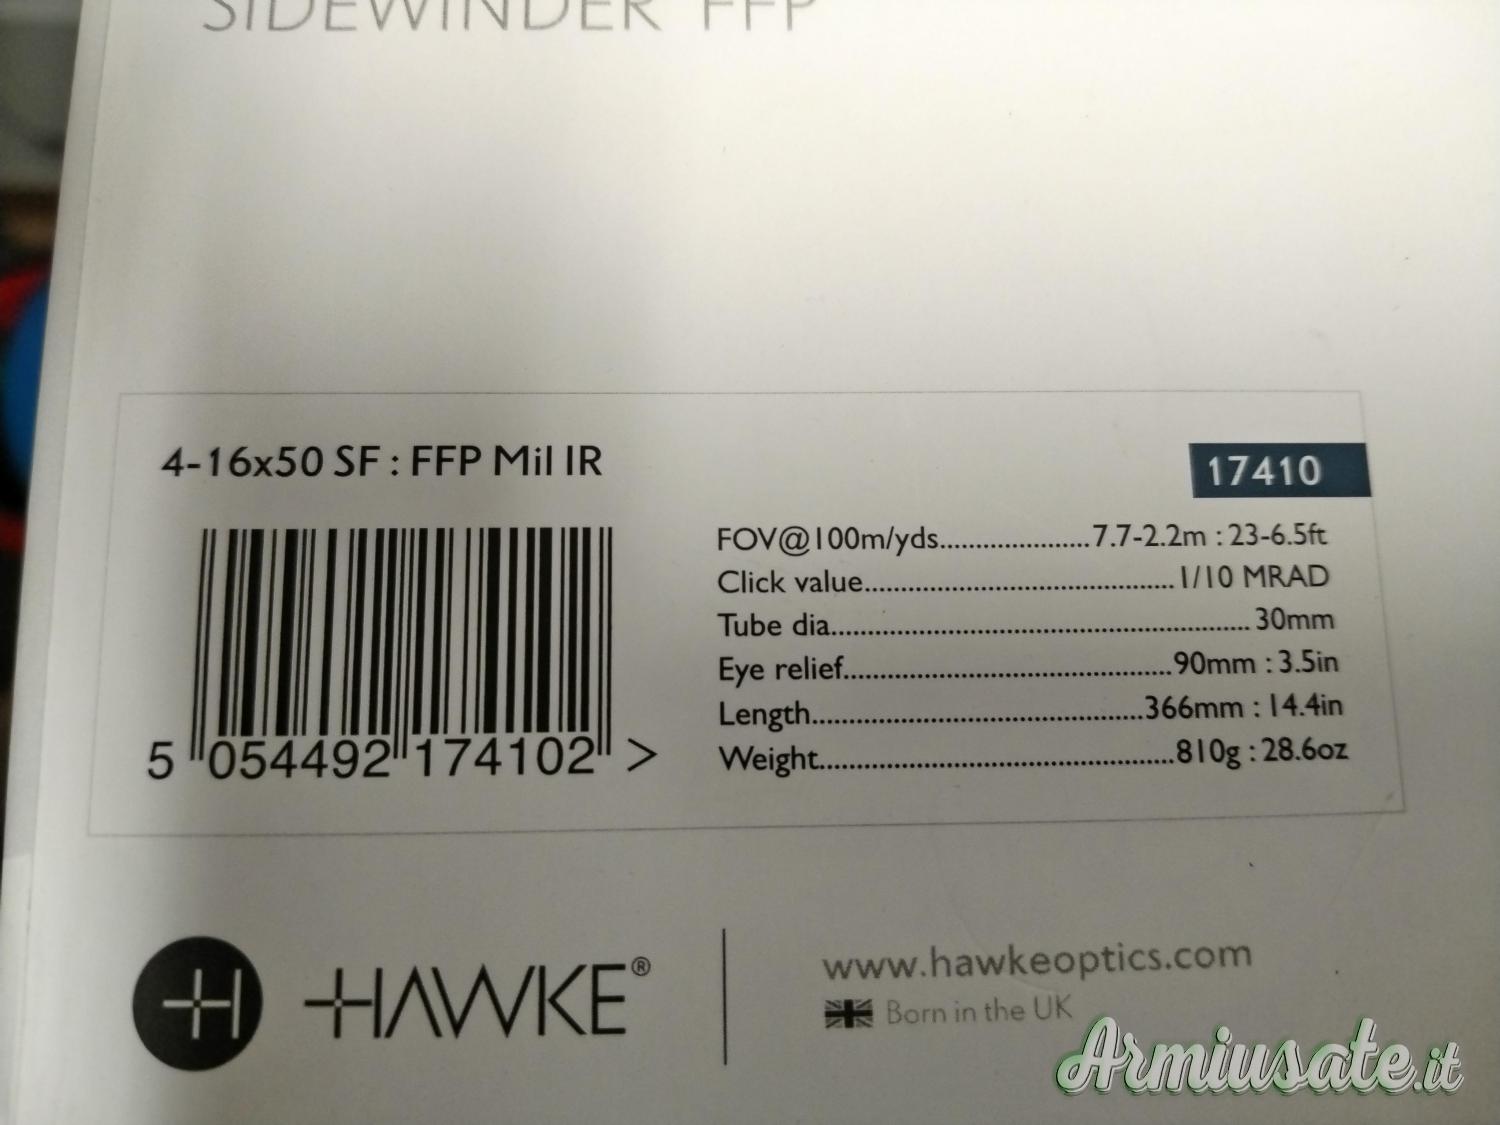 SIDEWINDER FFP
4-16x50 SF : FFP Mil IR
17410
FOV@100m/yds.....................7.7-2.2m : 23-6.5ft
Click value..........................................1/10 MRAD
Tube dia......................................................... 30mm
Eye relief............................................90mm : 3.5in
Length.............................................366mm : 14.4in
Weight................................................810g : 28.6oz
5 054492 174102 >
HAWKE®
www.hawkeoptics.com
Born in the UK
Armiusate.it